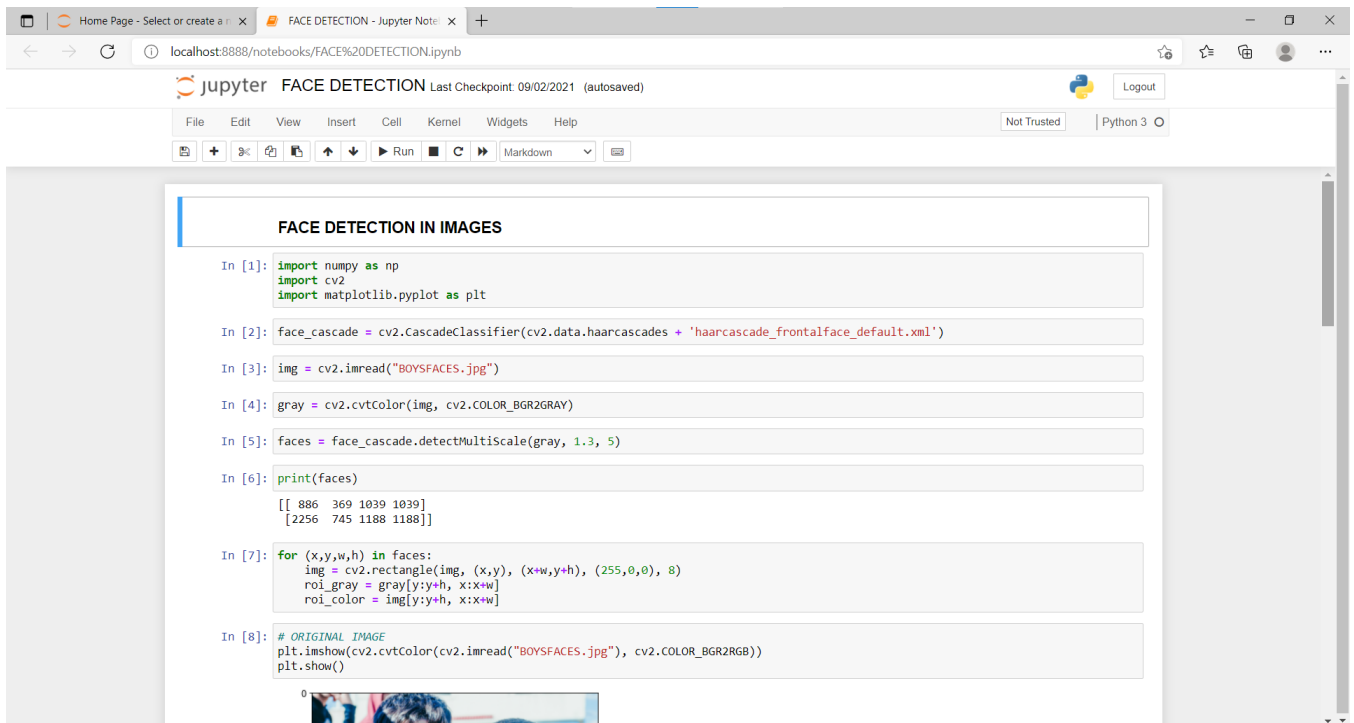 Home Page - Select or create a n
FACE DETECTION - Jupyter Note
localhost:8888/notebooks/FACE%20DETECTION.ipynb
jupyter FACE DETECTION Last Checkpoint: 09/02/2021 (autosaved)
Logout
File Edit View Insert Cell Kernel Widgets Help
Not Trusted
Python 3
Run
Markdown
FACE DETECTION IN IMAGES
In [1]: import numpy as np
import cv2
import matplotlib.pyplot as plt
In [2]: face_cascade = cv2.CascadeClassifier(cv2.data.haarcascades + 'haarcascade_frontalface_default.xml')
In [3]: img = cv2.imread("BOYSFACES.jpg")
In [4]: gray = cv2.cvtColor(img, cv2.COLOR_BGR2GRAY)
In [5]: faces = face_cascade.detectMultiScale(gray, 1.3, 5)
In [6]: print(faces)
[[ 886  369 1039 1039]
 [2256  745 1188 1188]]
In [7]: for (x,y,w,h) in faces:
    img = cv2.rectangle(img, (x,y), (x+w,y+h), (255,0,0), 8)
    roi_gray = gray[y:y+h, x:x+w]
    roi_color = img[y:y+h, x:x+w]
In [8]: # ORIGINAL IMAGE
plt.imshow(cv2.cvtColor(cv2.imread("BOYSFACES.jpg"), cv2.COLOR_BGR2RGB))
plt.show()
0